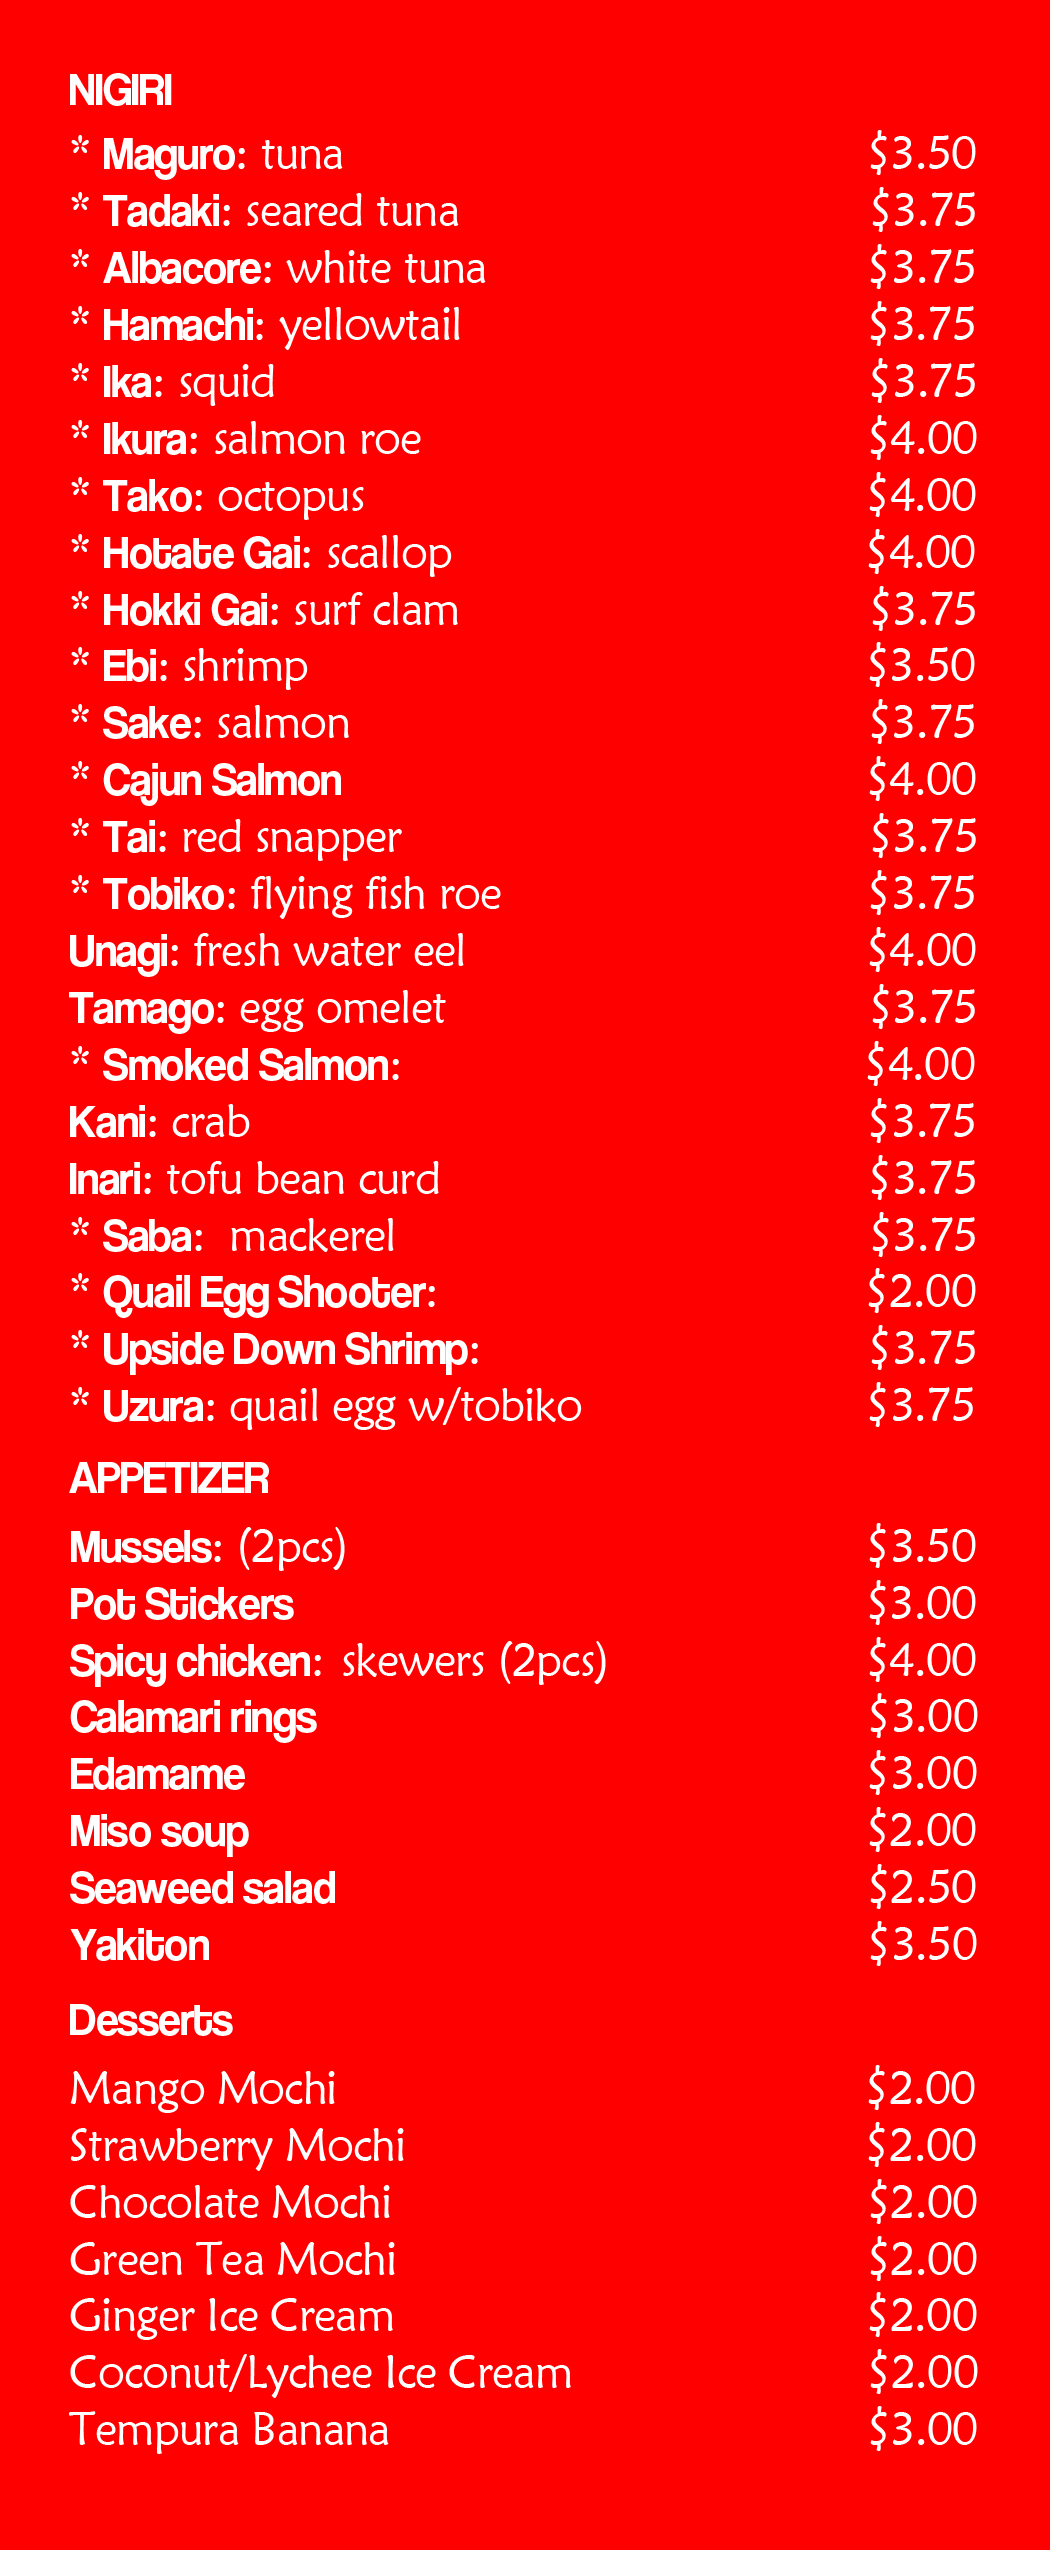 NIGIRI
* Maguro: tuna $3.50
* Tadaki: seared tuna $3.75
* Albacore: white tuna $3.75
* Hamachi: yellowtail $3.75
* Ika: squid $3.75
* Ikura: salmon roe $4.00
* Tako: octopus $4.00
* Hotate Gai: scallop $4.00
* Hokki Gai: surf clam $3.75
* Ebi: shrimp $3.50
* Sake: salmon $3.75
* Cajun Salmon $4.00
* Tai: red snapper $3.75
* Tobiko: flying fish roe $3.75
Unagi: fresh water eel $4.00
Tamago: egg omelet $3.75
* Smoked Salmon: $4.00
Kani: crab $3.75
Inari: tofu bean curd $3.75
* Saba: mackerel $3.75
* Quail Egg Shooter: $2.00
* Upside Down Shrimp: $3.75
* Uzura: quail egg w/tobiko $3.75
APPETIZER
Mussels: (2pcs) $3.50
Pot Stickers $3.00
Spicy chicken: skewers (2pcs) $4.00
Calamari rings $3.00
Edamame $3.00
Miso soup $2.00
Seaweed salad $2.50
Yakiton $3.50
Desserts
Mango Mochi $2.00
Strawberry Mochi $2.00
Chocolate Mochi $2.00
Green Tea Mochi $2.00
Ginger Ice Cream $2.00
Coconut/Lychee Ice Cream $2.00
Tempura Banana $3.00